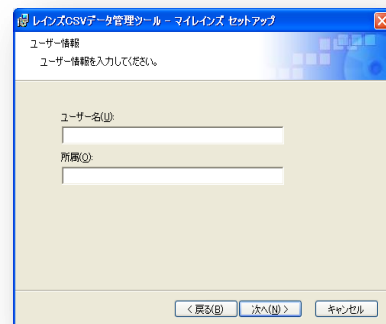 レインズCSVデータ管理ツール - マイレインズ セットアップ
ユーザー情報
ユーザー情報を入力してください。
ユーザー名(U):
所属(O):
< 戻る(B)
次へ(N) >
キャンセル